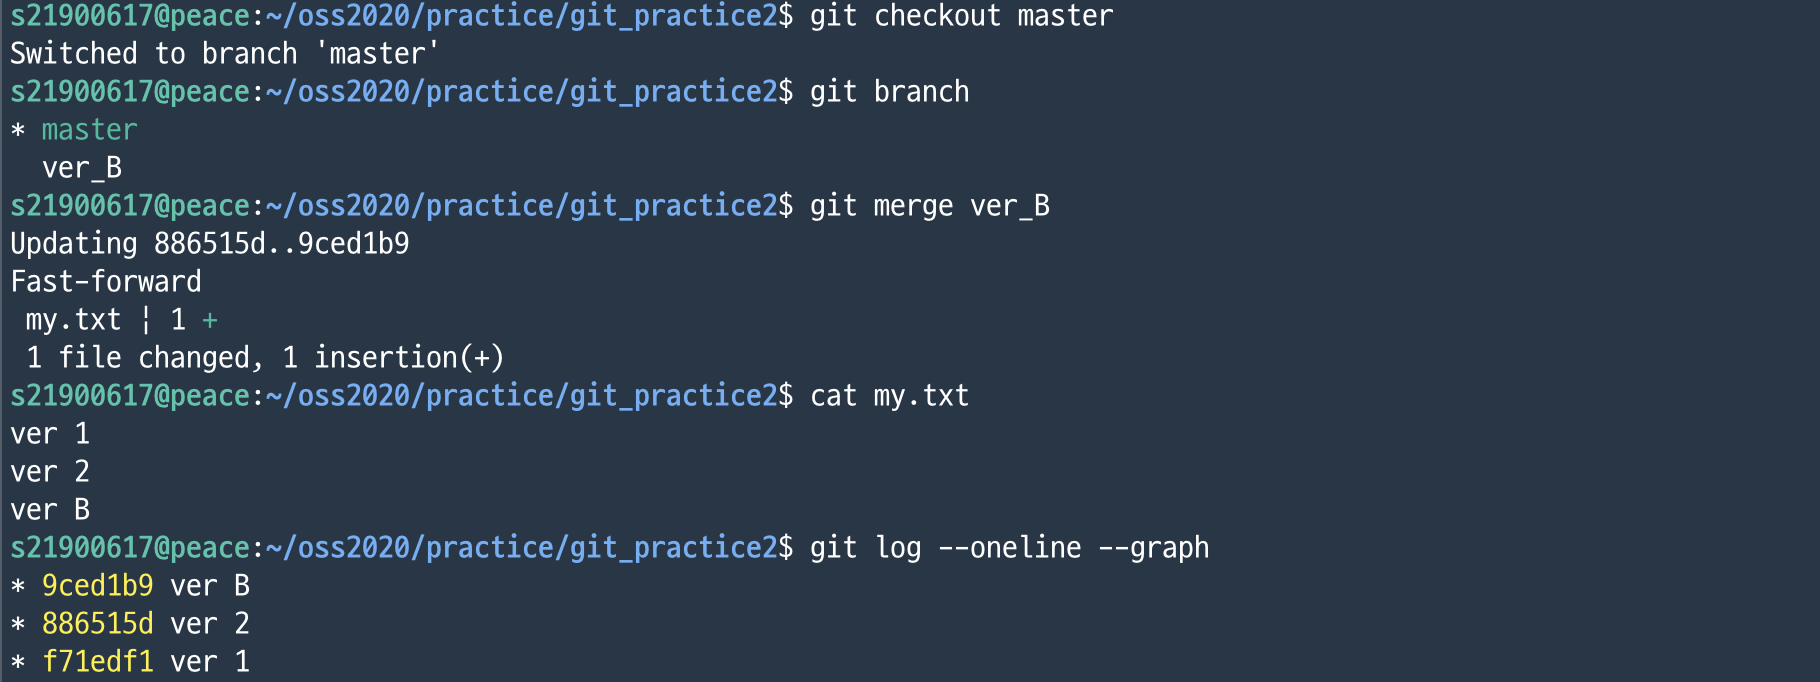 s21900617@peace:~/oss2020/practice/git_practice2$ git checkout master
Switched to branch 'master'
s21900617@peace:~/oss2020/practice/git_practice2$ git branch
* master
  ver_B
s21900617@peace:~/oss2020/practice/git_practice2$ git merge ver_B
Updating 886515d..9ced1b9
Fast-forward
 my.txt | 1 +
 1 file changed, 1 insertion(+)
s21900617@peace:~/oss2020/practice/git_practice2$ cat my.txt
ver 1
ver 2
ver B
s21900617@peace:~/oss2020/practice/git_practice2$ git log --oneline --graph
* 9ced1b9 ver B
* 886515d ver 2
* f71edf1 ver 1